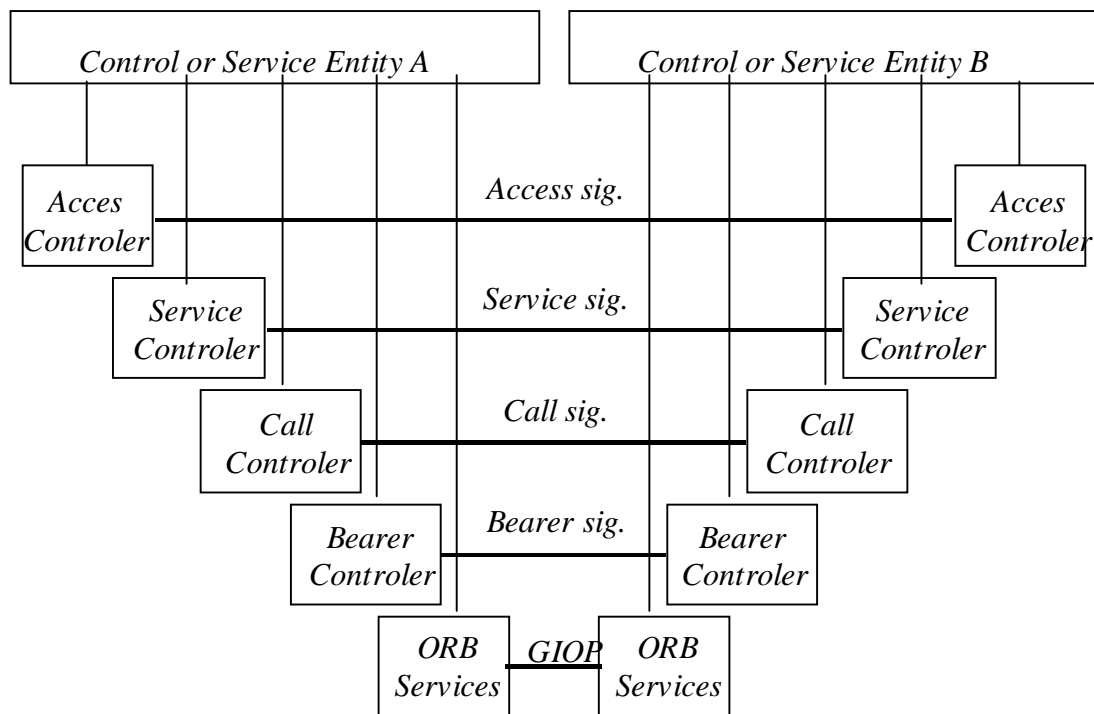 Control or Service Entity A
Control or Service Entity B
Acces
Controler
Access sig.
Acces
Controler
Service
Controler
Service sig.
Service
Controler
Call
Controler
Call sig.
Call
Controler
Bearer
Controler
Bearer sig.
Bearer
Controler
ORB
Services
GIOP
ORB
Services